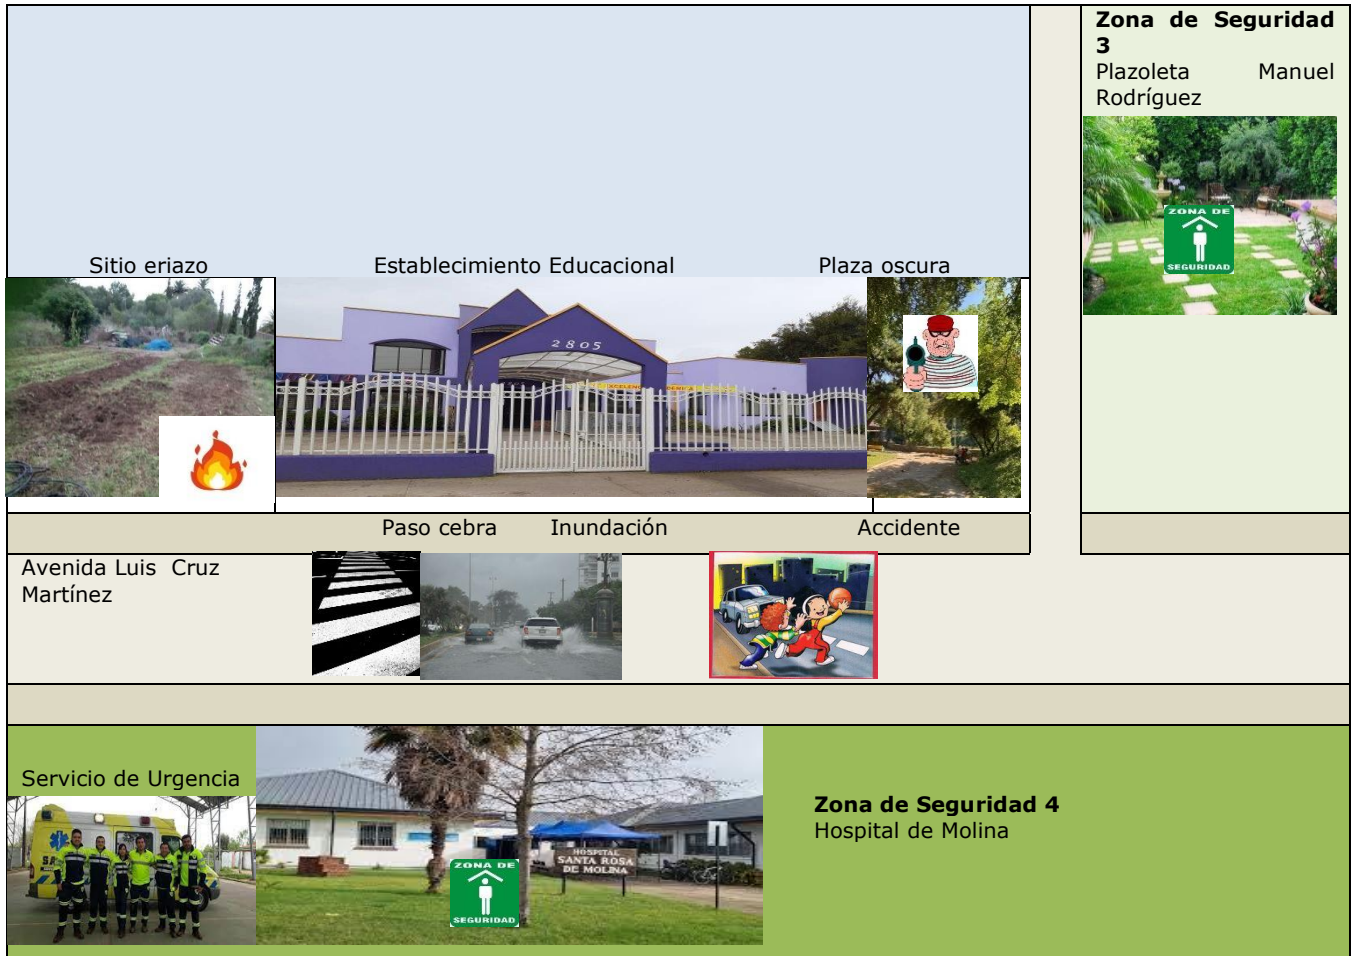 Zona de Seguridad
3
Plazoleta Manuel
Rodríguez
ZONA DE
SEGURIDAD
Sitio eriazo
Establecimiento Educacional
Plaza oscura
2805
Paso cebra
Inundación
Accidente
Avenida Luis Cruz
Martínez
Servicio de Urgencia
HOSPITAL
SANTA ROSA
DE MOLINA
ZONA DE
SEGURIDAD
Zona de Seguridad 4
Hospital de Molina